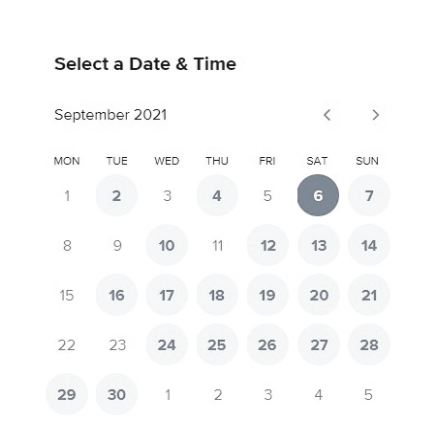 Select a Date & Time
September 2021
MON TUE WED THU FRI SAT SUN
1 2 3 4 5 6 7
8 9 10 11 12 13 14
15 16 17 18 19 20 21
22 23 24 25 26 27 28
29 30 1 2 3 4 5